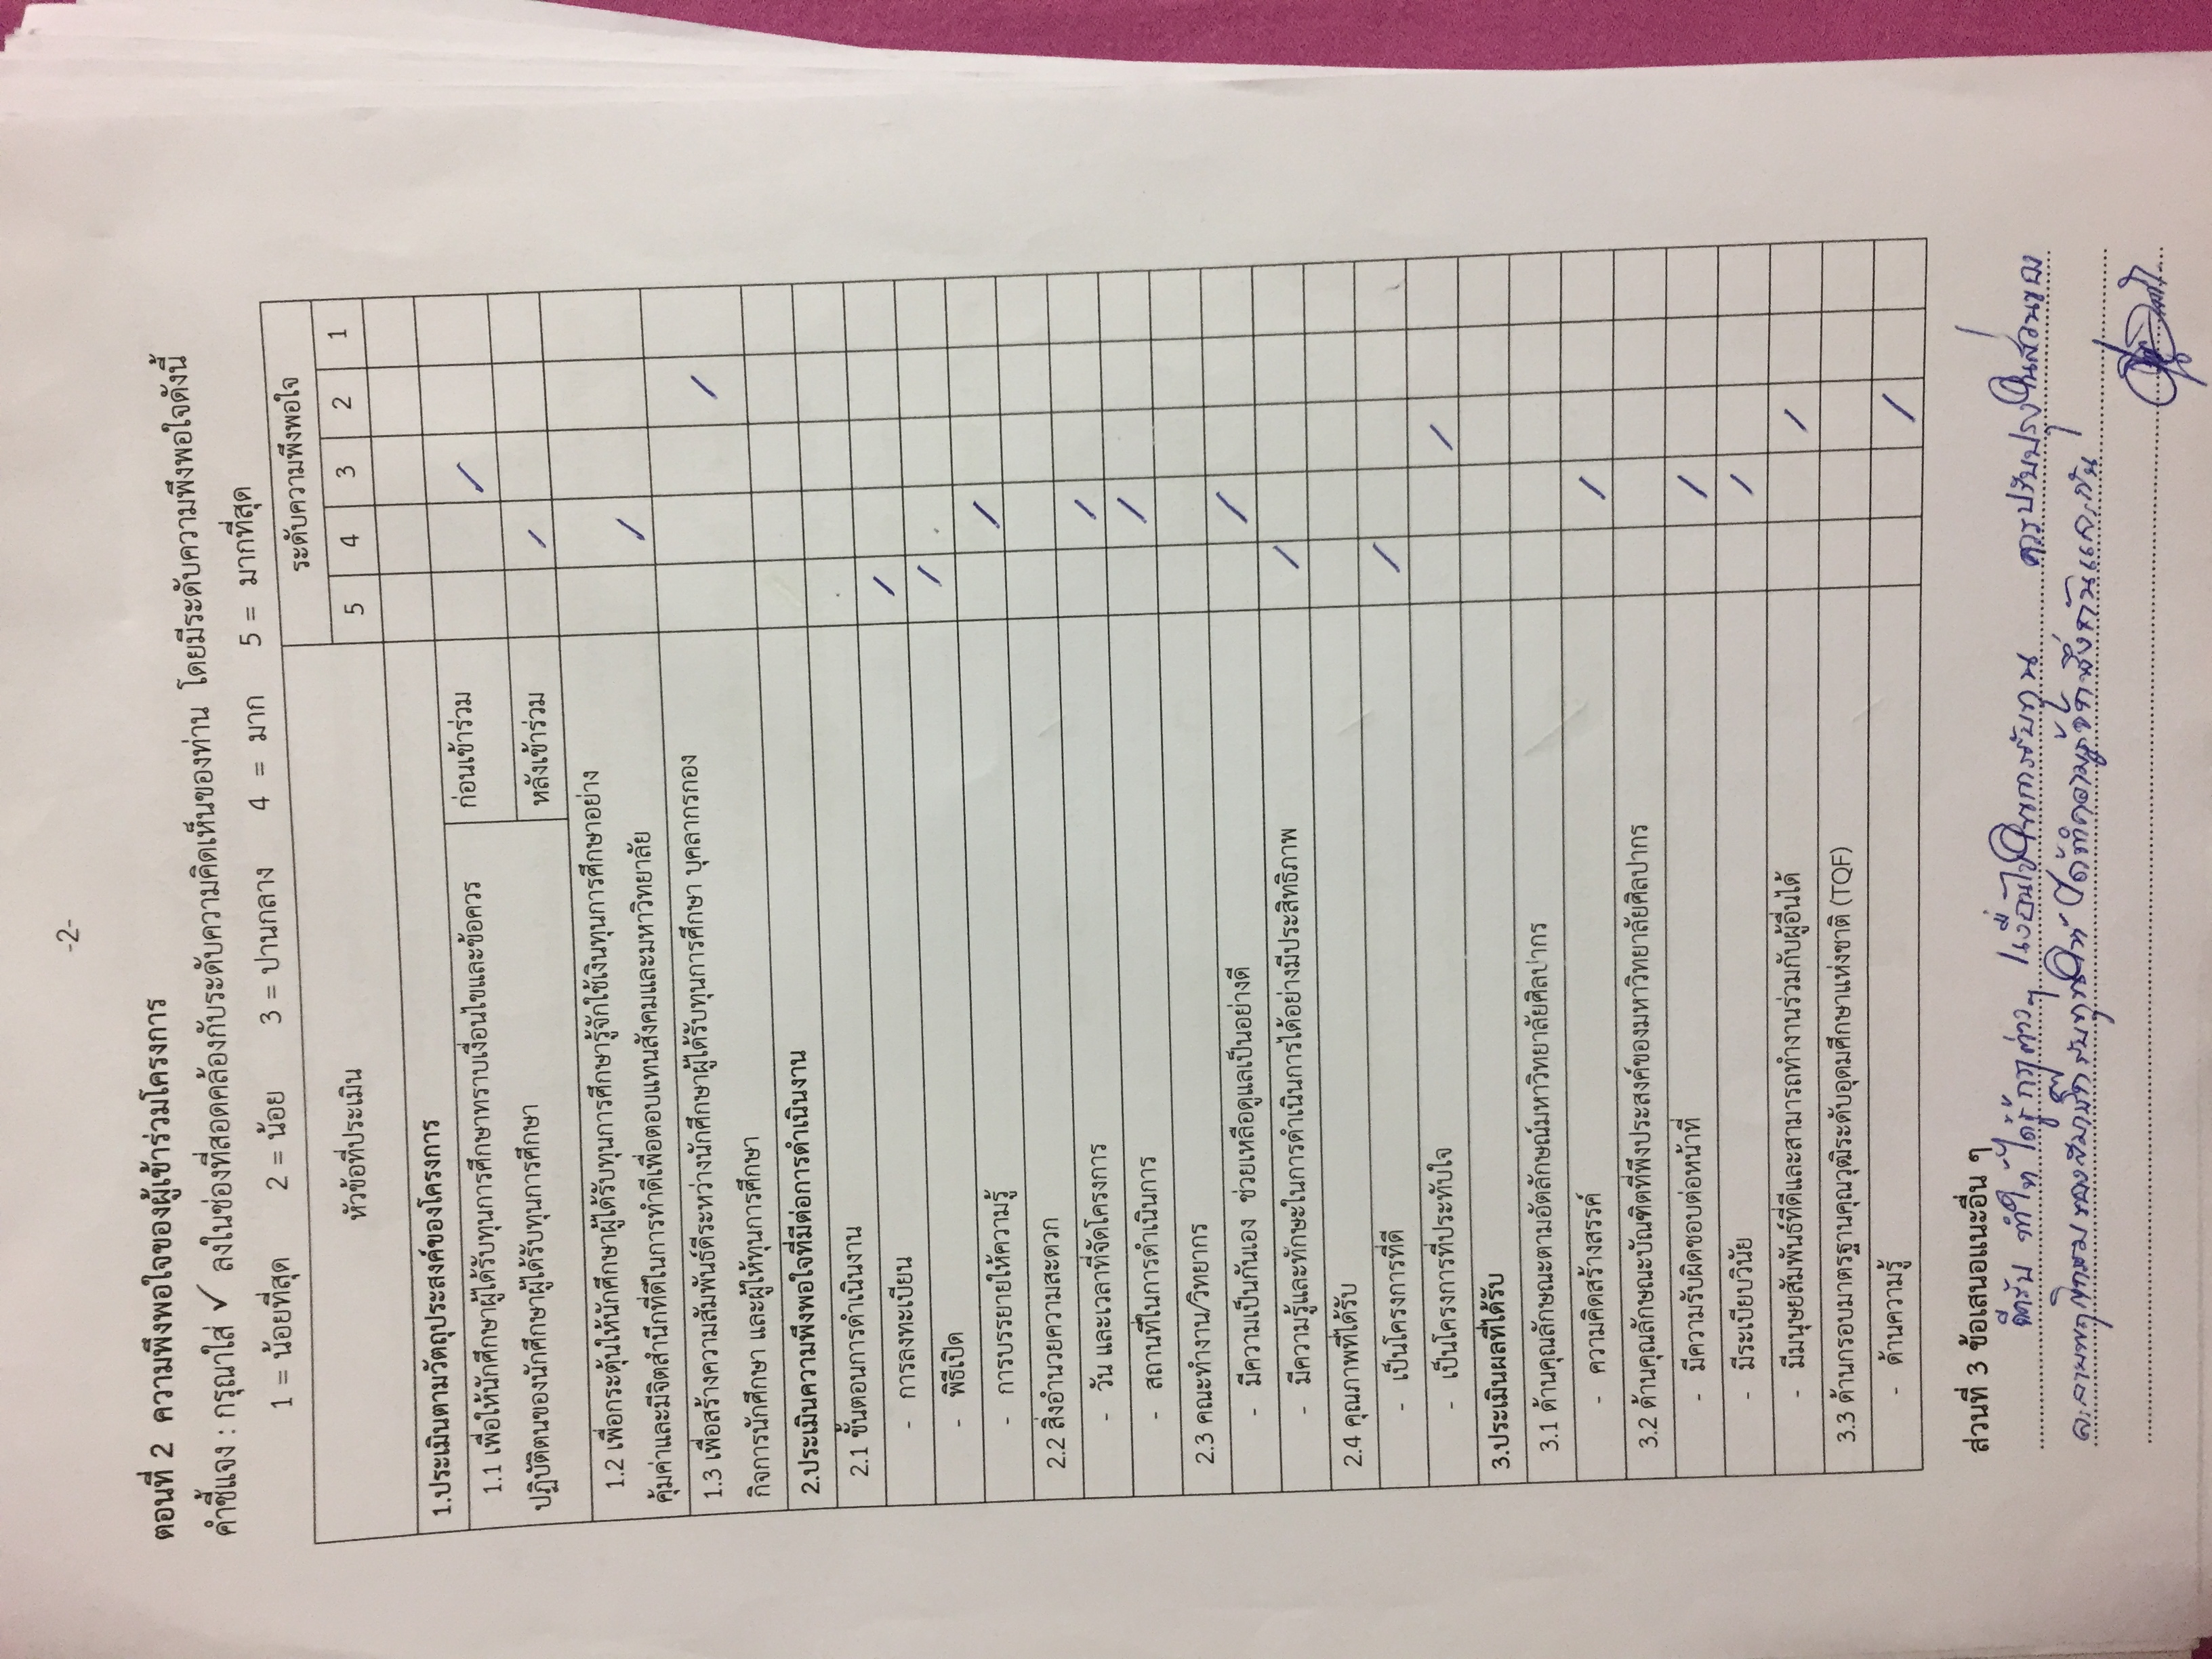 -2-
ตอนที่ 2 ความพึงพอใจของผู้เข้าร่วมโครงการ
คำชี้แจง : กรุณาใส่ ✓ ลงในช่องที่สอดคล้องกับระดับความคิดเห็นของท่าน โดยมีระดับความพึงพอใจดังนี้
1 = น้อยที่สุด 2 = น้อย 3 = ปานกลาง 4 = มาก 5 = มากที่สุด
หัวข้อที่ประเมิน ระดับความพึงพอใจ
5 4 3 2 1
1.ประเมินตามวัตถุประสงค์ของโครงการ
1.1 เพื่อให้นักศึกษาผู้ได้รับทุนการศึกษาทราบเงื่อนไขและข้อควร ก่อนเข้าร่วม /
ปฏิบัติตนของนักศึกษาผู้ได้รับทุนการศึกษา หลังเข้าร่วม /
1.2 เพื่อกระตุ้นให้นักศึกษาผู้ได้รับทุนการศึกษารู้จักใช้เงินทุนการศึกษาอย่าง
คุ้มค่าและมีจิตสำนึกที่ดีในการทำดีเพื่อตอบแทนสังคมและมหาวิทยาลัย /
1.3 เพื่อสร้างความสัมพันธ์ดีระหว่างนักศึกษาผู้ได้รับทุนการศึกษา บุคลากรกอง /
กิจการนักศึกษา และผู้ให้ทุนการศึกษา
2.ประเมินความพึงพอใจที่มีต่อการดำเนินงาน
2.1 ขั้นตอนการดำเนินงาน
- การลงทะเบียน /
- พิธีเปิด /
- การบรรยายให้ความรู้ /
2.2 สิ่งอำนวยความสะดวก
- วัน และเวลาที่จัดโครงการ /
- สถานที่ในการดำเนินการ /
2.3 คณะทำงาน/วิทยากร
- มีความเป็นกันเอง ช่วยเหลือดูแลเป็นอย่างดี /
- มีความรู้และทักษะในการดำเนินการได้อย่างมีประสิทธิภาพ /
2.4 คุณภาพที่ได้รับ
- เป็นโครงการที่ดี /
- เป็นโครงการที่ประทับใจ /
3.ประเมินผลที่ได้รับ
3.1 ด้านคุณลักษณะตามอัตลักษณ์มหาวิทยาลัยศิลปากร
- ความคิดสร้างสรรค์ /
3.2 ด้านคุณลักษณะบัณฑิตที่พึงประสงค์ของมหาวิทยาลัยศิลปากร
- มีความรับผิดชอบต่อหน้าที่ /
- มีระเบียบวินัย /
- มีมนุษยสัมพันธ์ที่ดีและสามารถทำงานร่วมกับผู้อื่นได้ /
3.3 ด้านกรอบมาตรฐานคุณวุฒิระดับอุดมศึกษาแห่งชาติ (TQF)
- ด้านความรู้ /
ส่วนที่ 3 ข้อเสนอแนะอื่น ๆ
ดีครับ ทำให้ได้รู้กฎต่างๆ เงื่อนไขในการรับทุน ควรปรับปรุงในส่วนของ
ละลายพฤติกรรมของสมาชิกรับทุนให้ได้ทำความรู้จักซึ่งกันและกัน